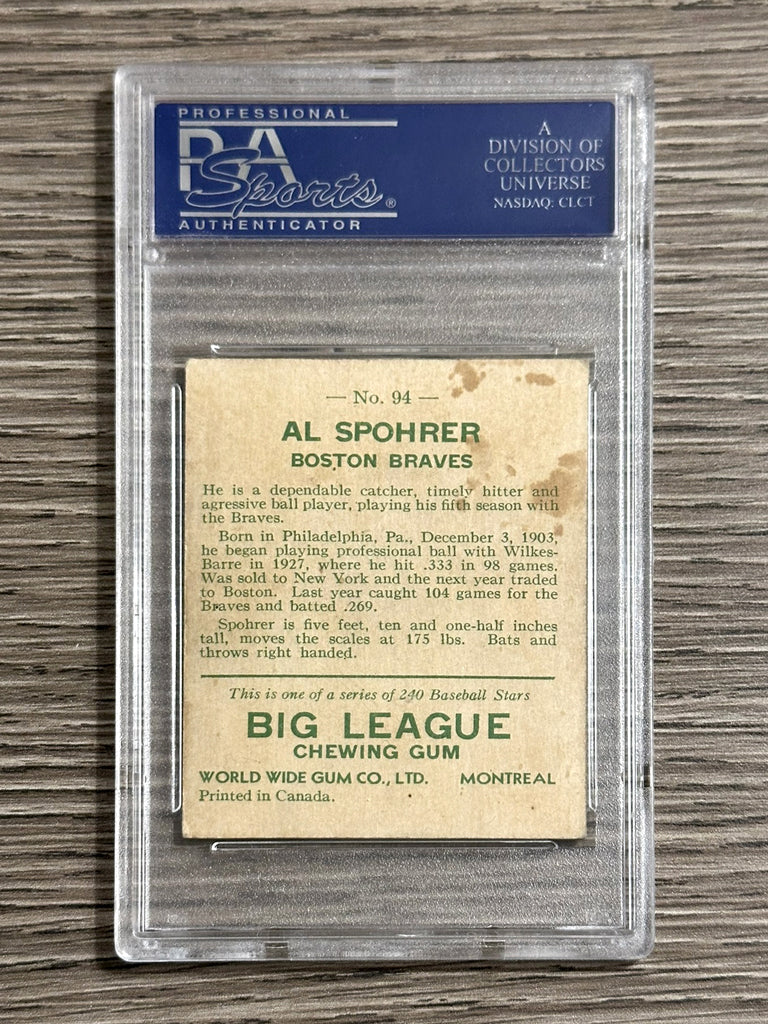 PROFESSIONAL
PSA
Sports®
AUTHENTICATOR
A
DIVISION OF
COLLECTORS
UNIVERSE
NASDAQ: CLCT
— No. 94 —
AL SPOHRER
BOSTON BRAVES
He is a dependable catcher, timely hitter and
agressive ball player, playing his fifth season with
the Braves.
Born in Philadelphia, Pa., December 3, 1903,
he began playing professional ball with Wilkes-
Barre in 1927, where he hit .333 in 98 games.
Was sold to New York and the next year traded
to Boston. Last year caught 104 games for the
Braves and batted .269.
Spohrer is five feet, ten and one-half inches
tall, moves the scales at 175 lbs. Bats and
throws right handed.
This is one of a series of 240 Baseball Stars
BIG LEAGUE
CHEWING GUM
WORLD WIDE GUM CO., LTD. MONTREAL
Printed in Canada.